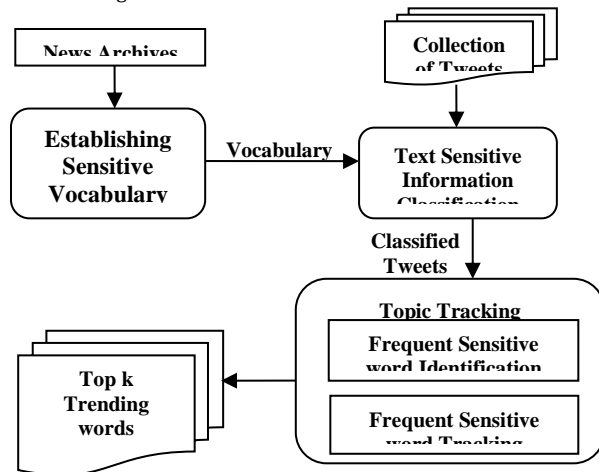 News Archives
Collection
of Tweets
Establishing
Sensitive
Vocabulary
Vocabulary
Text Sensitive
Information
Classification
Classified
Tweets
Topic Tracking
Frequent Sensitive
word Identification
Top k
Trending
words
Frequent Sensitive
word Tracking